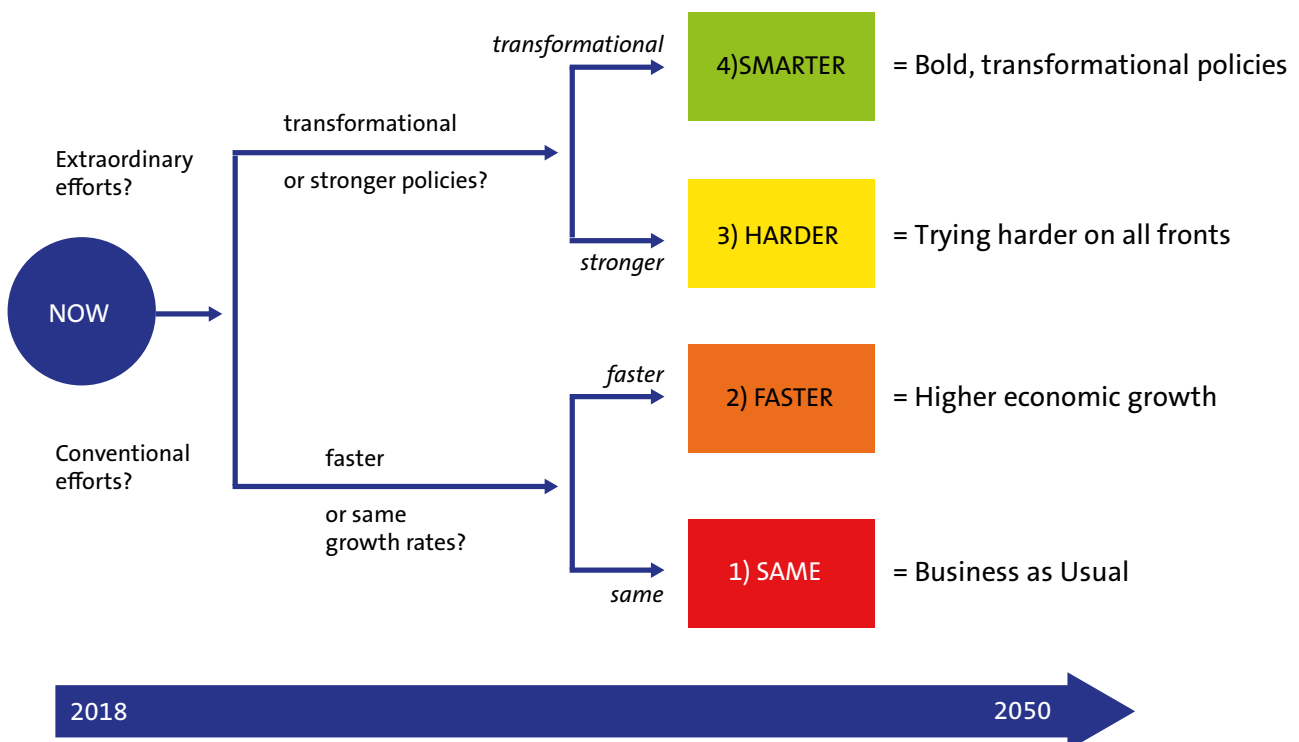 transformational
4)SMARTER
= Bold, transformational policies
transformational
or stronger policies?
Extraordinary
efforts?
3) HARDER
= Trying harder on all fronts
stronger
NOW
faster
2) FASTER
= Higher economic growth
Conventional
efforts?
faster
or same
growth rates?
1) SAME
= Business as Usual
same
2018
2050